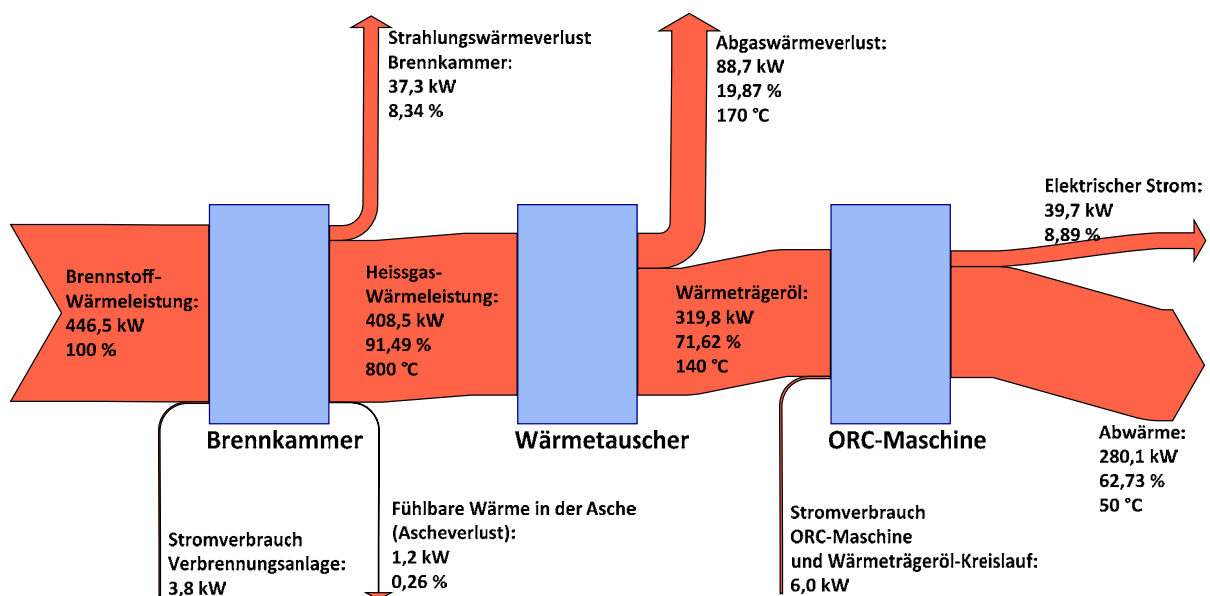 Strahlungswärmeverlust
Brennkammer:
37,3 kW
8,34 %
Abgaswärmeverlust:
88,7 kW
19,87 %
170 °C
Elektrischer Strom:
39,7 kW
8,89 %
Brennstoff-
Wärmeleistung:
446,5 kW
100 %
Heissgas-
Wärmeleistung:
408,5 kW
91,49 %
800 °C
Wärmeträgeröl:
319,8 kW
71,62 %
140 °C
Brennkammer
Wärmetauscher
ORC-Maschine
Abwärme:
280,1 kW
62,73 %
50 °C
Stromverbrauch
Verbrennungsanlage:
3,8 kW
Fühlbare Wärme in der Asche
(Ascheverlust):
1,2 kW
0,26 %
Stromverbrauch
ORC-Maschine
und Wärmeträgeröl-Kreislauf:
6,0 kW